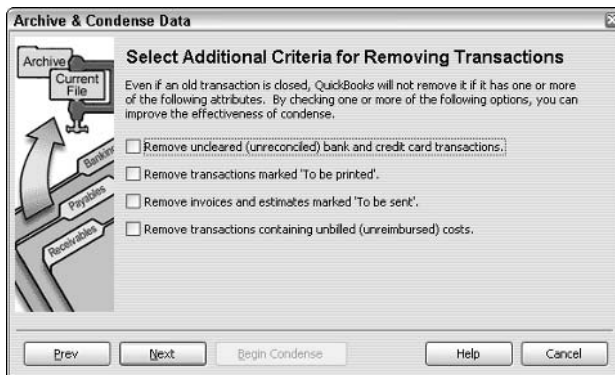 Archive & Condense Data
Archive
Current
File
Banking
Payables
Receivables
Select Additional Criteria for Removing Transactions
Even if an old transaction is closed, QuickBooks will not remove it if it has one or more
of the following attributes. By checking one or more of the following options, you can
improve the effectiveness of condense.
Remove uncleared (unreconciled) bank and credit card transactions.
Remove transactions marked 'To be printed'.
Remove invoices and estimates marked 'To be sent'.
Remove transactions containing unbilled (unreimbursed) costs.
Prev
Next
Begin Condense
Help
Cancel